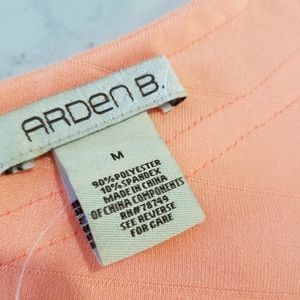 ARDEN B.
M
90% POLYESTER
10% SPANDEX
MADE IN CHINA
OF CHINA COMPONENTS
RN#78749
SEE REVERSE
FOR CARE